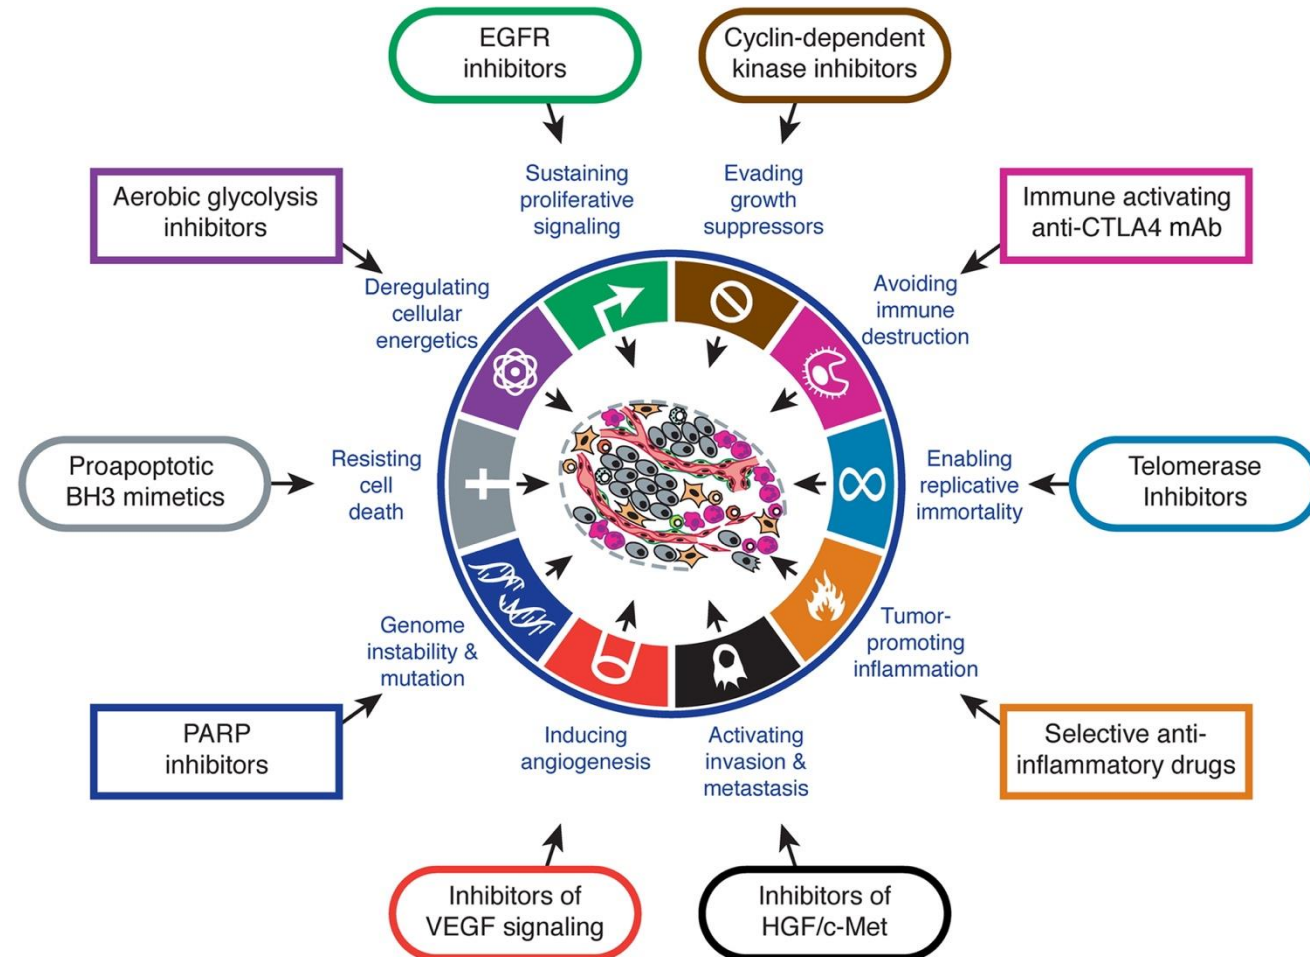 EGFR
inhibitors
Cyclin-dependent
kinase inhibitors
Sustaining
proliferative
signaling
Evading
growth
suppressors
Aerobic glycolysis
inhibitors
Immune activating
anti-CTLA4 mAb
Deregulating
cellular
energetics
Avoiding
immune
destruction
Proapoptotic
BH3 mimetics
Resisting
cell
death
Enabling
replicative
immortality
Telomerase
Inhibitors
Genome
instability &
mutation
Tumor-
promoting
inflammation
PARP
inhibitors
Inducing
angiogenesis
Activating
invasion &
metastasis
Selective anti-
inflammatory drugs
Inhibitors of
VEGF signaling
Inhibitors of
HGF/c-Met